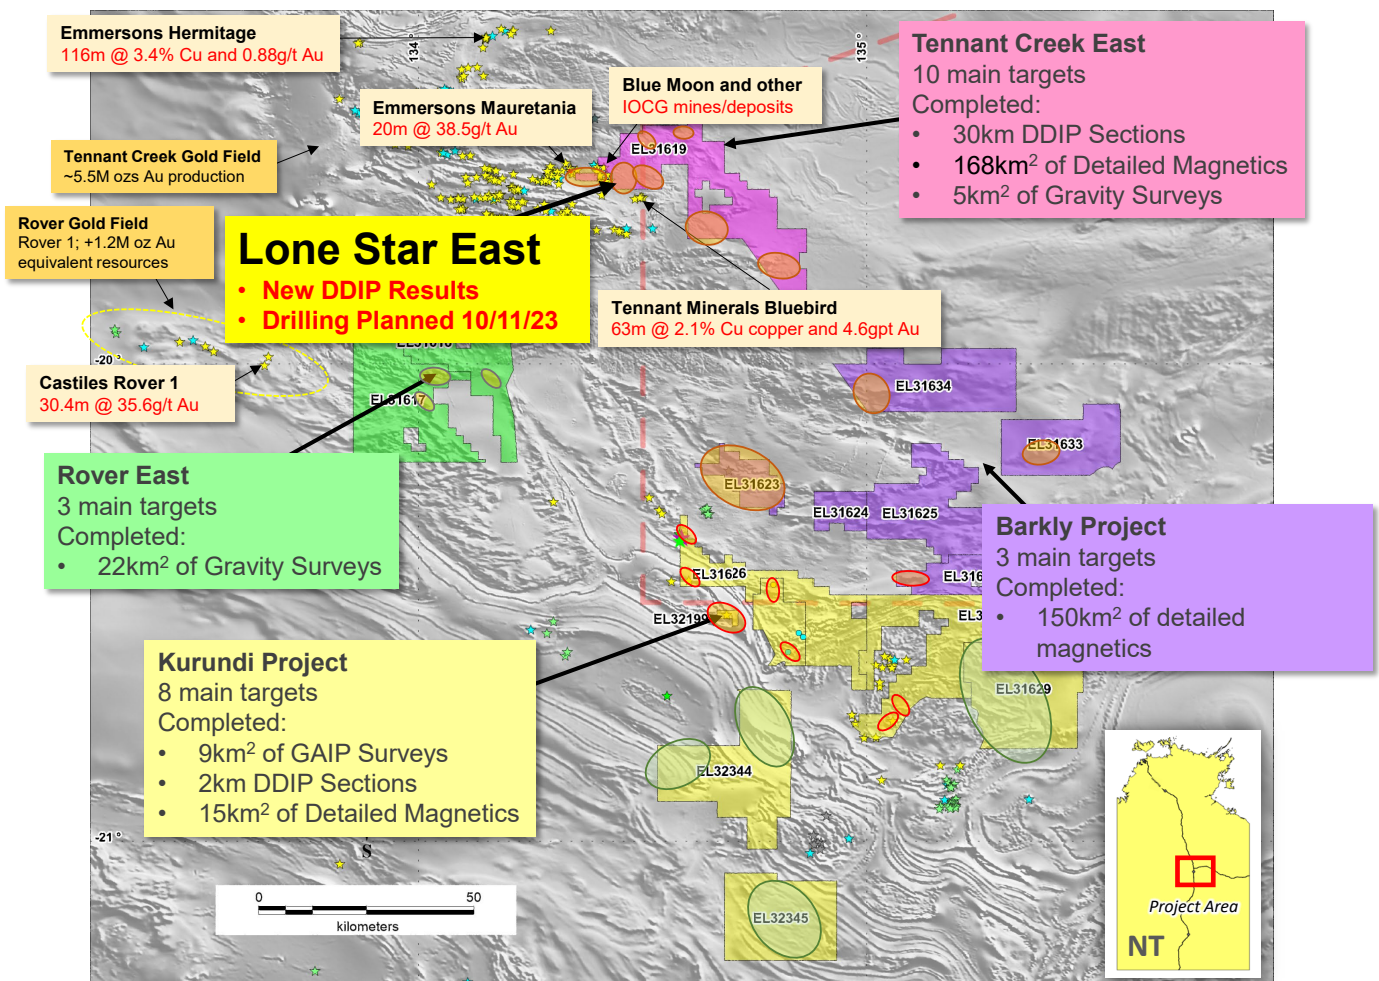 Emmersons Hermitage
116m @ 3.4% Cu and 0.88g/t Au
134 °
135 °
Tennant Creek East
10 main targets
Completed:
• 30km DDIP Sections
• 168km² of Detailed Magnetics
• 5km² of Gravity Surveys
Blue Moon and other
IOCG mines/deposits
Emmersons Mauretania
20m @ 38.5g/t Au
EL31619
Tennant Creek Gold Field
~5.5M ozs Au production
Rover Gold Field
Rover 1; +1.2M oz Au
equivalent resources
Lone Star East
• New DDIP Results
• Drilling Planned 10/11/23
Tennant Minerals Bluebird
63m @ 2.1% Cu copper and 4.6gpt Au
-20 °
Castiles Rover 1
30.4m @ 35.6g/t Au
EL31617
EL31634
EL31633
Rover East
3 main targets
Completed:
• 22km² of Gravity Surveys
EL31623
EL31624
EL31625
Barkly Project
3 main targets
Completed:
• 150km² of detailed
magnetics
EL31626
EL316
EL32199
EL3
Kurundi Project
8 main targets
Completed:
• 9km² of GAIP Surveys
• 2km DDIP Sections
• 15km² of Detailed Magnetics
EL31629
EL32344
-21 °
S
0 50
kilometers
EL32345
Project Area
NT